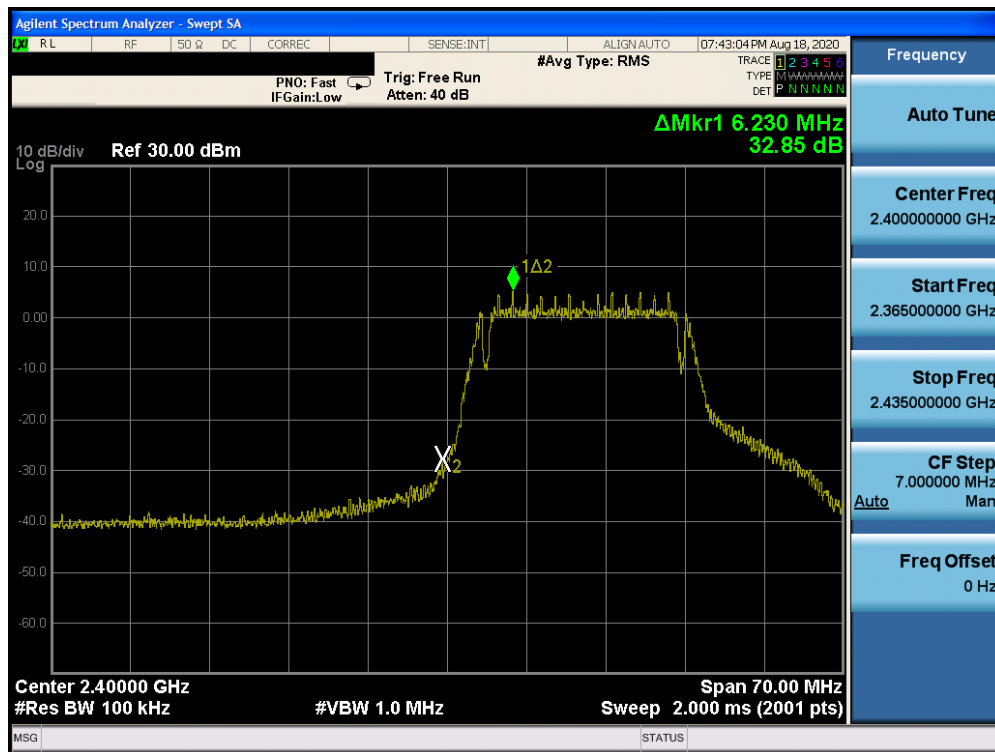 Agilent Spectrum Analyzer - Swept SA
LXI RL RF 50 Ω DC CORREC SENSE:INT ALIGNAUTO 07:43:04 PM Aug 18, 2020
PNO: Fast
IFGain:Low
Trig: Free Run
Atten: 40 dB
#Avg Type: RMS
TRACE 1 2 3 4 5 6
TYPE M W W W W W
DET P N N N N N
ΔMkr1 6.230 MHz
32.85 dB
10 dB/div
Log
Ref 30.00 dBm
20.0
10.0
0.00
-10.0
-20.0
-30.0
-40.0
-50.0
-60.0
1Δ2
X2
Center 2.40000 GHz
#Res BW 100 kHz
#VBW 1.0 MHz
Span 70.00 MHz
Sweep 2.000 ms (2001 pts)
MSG
STATUS
Frequency
Auto Tune
Center Freq
2.400000000 GHz
Start Freq
2.365000000 GHz
Stop Freq
2.435000000 GHz
CF Step
7.000000 MHz
Auto Man
Freq Offset
0 Hz